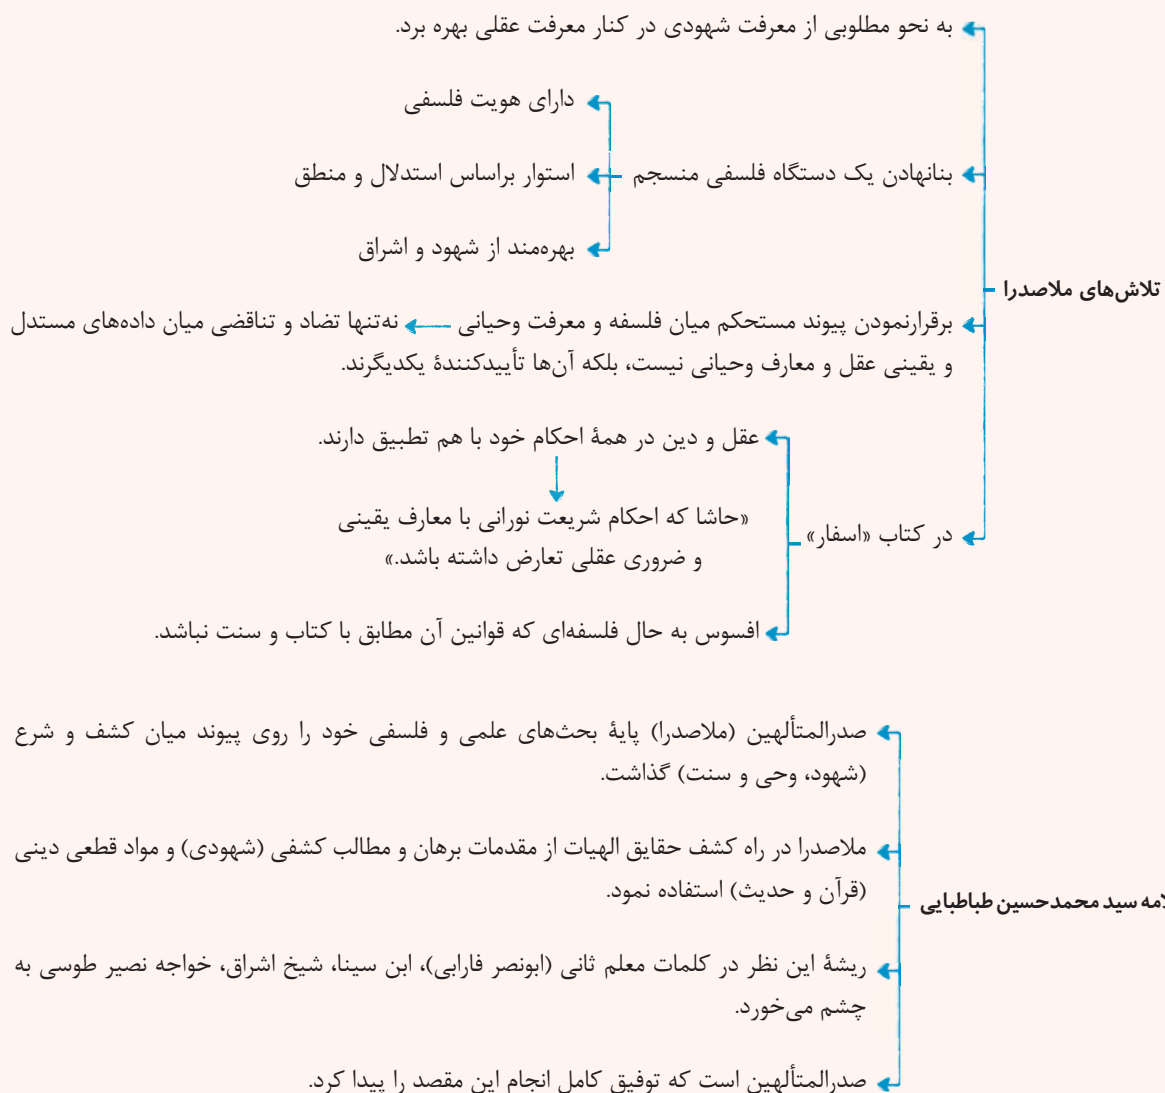 به نحو مطلوبی از معرفت شهودی در کنار معرفت عقلی بهره برد.
دارای هویت فلسفی
بنانهادن یک دستگاه فلسفی منسجم
استوار براساس استدلال و منطق
بهره‌مند از شهود و اشراق
تلاش‌های ملاصدرا
برقرارنمودن پیوند مستحکم میان فلسفه و معرفت وحیانی نه‌تنها تضاد و تناقضی میان داده‌های مستدل
و یقینی عقل و معارف وحیانی نیست، بلکه آن‌ها تأییدکنندۀ یکدیگرند.
عقل و دین در همۀ احکام خود با هم تطبیق دارند.
«حاشا که احکام شریعت نورانی با معارف یقینی
در کتاب «اسفار»
و ضروری عقلی تعارض داشته باشد.»
افسوس به حال فلسفه‌ای که قوانین آن مطابق با کتاب و سنت نباشد.
صدرالمتألهین (ملاصدرا) پایۀ بحث‌های علمی و فلسفی خود را روی پیوند میان کشف و شرع
(شهود، وحی و سنت) گذاشت.
ملاصدرا در راه کشف حقایق الهیات از مقدمات برهان و مطالب کشفی (شهودی) و مواد قطعی دینی
(قرآن و حدیث) استفاده نمود.
سید محمدحسین طباطبایی
ریشۀ این نظر در کلمات معلم ثانی (ابونصر فارابی)، ابن سینا، شیخ اشراق، خواجه نصیر طوسی به
چشم می‌خورد.
صدرالمتألهین است که توفیق کامل انجام این مقصد را پیدا کرد.